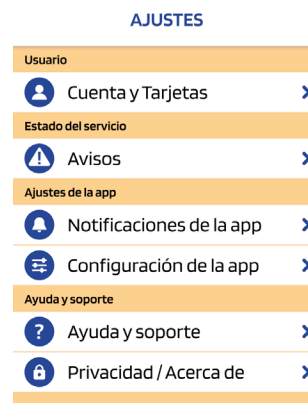 AJUSTES
Usuario
Cuenta y Tarjetas
Estado del servicio
Avisos
Ajustes de la app
Notificaciones de la app
Configuración de la app
Ayuda y soporte
? Ayuda y soporte
Privacidad / Acerca de